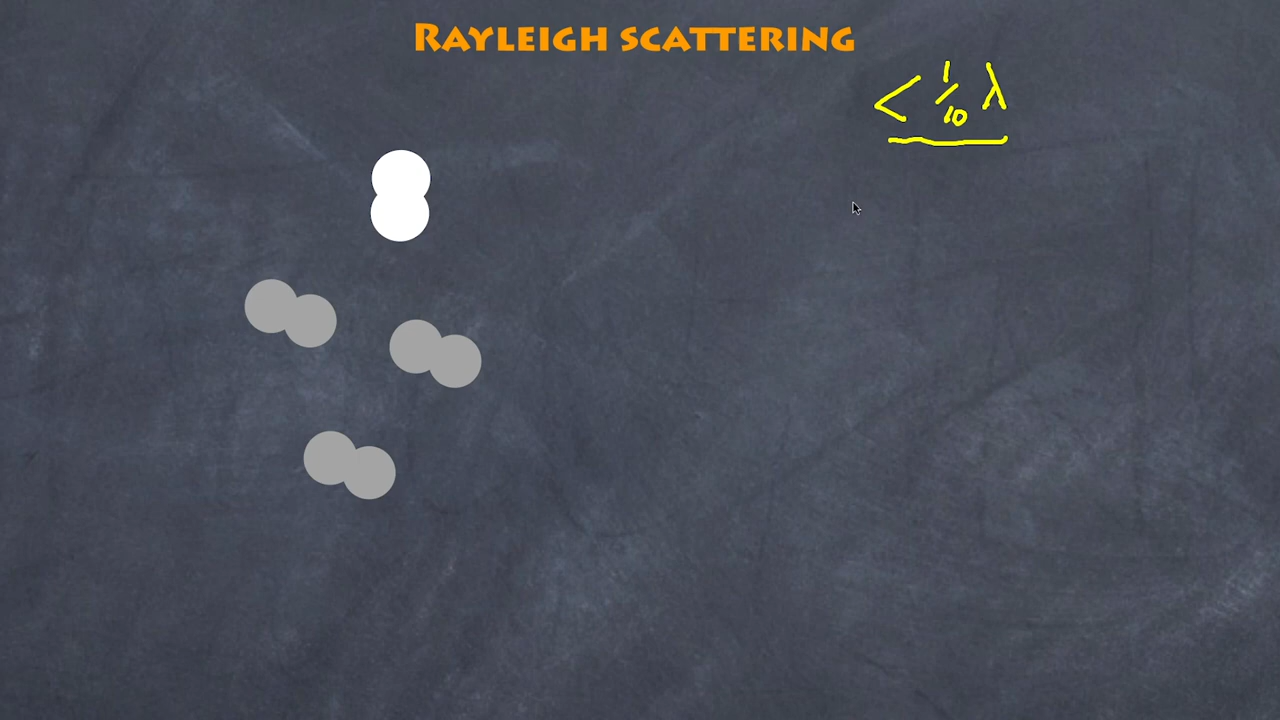 Rayleigh scattering
< 1/10 λ